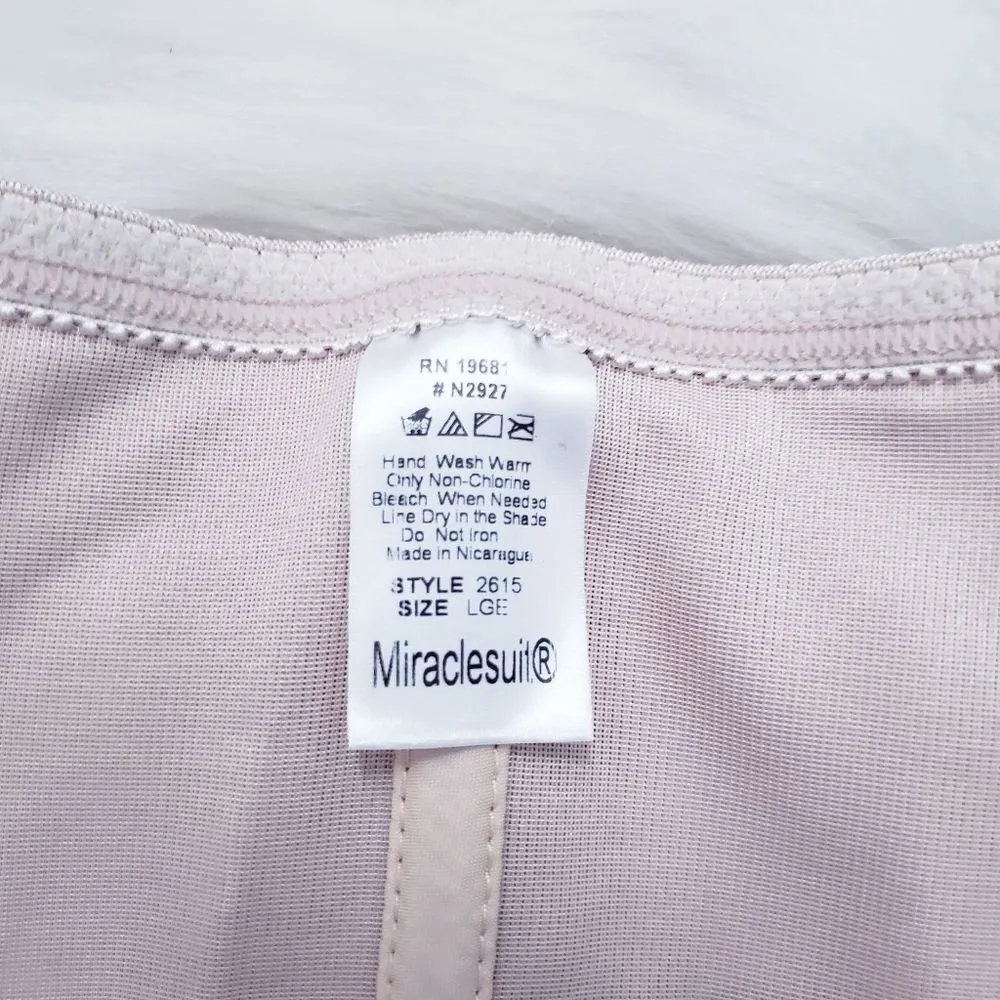 RN 19681
# N2927
Hand Wash Warm
Only Non-Chlorine
Bleach When Needed
Line Dry in the Shade
Do Not Iron
Made in Nicaragua
STYLE 2615
SIZE LGE
Miraclesuit®